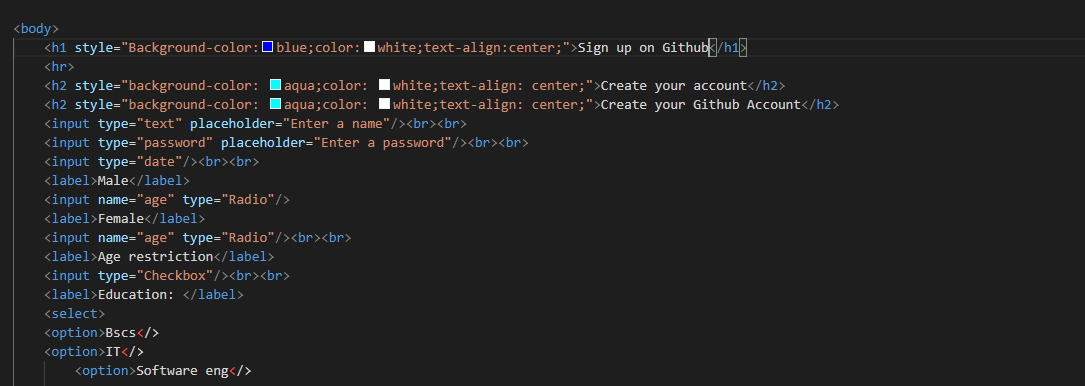 <body>
<h1 style="Background-color:blue;color:white;text-align:center;">Sign up on Github</h1>
<hr>
<h2 style="background-color: aqua;color: white;text-align: center;">Create your account</h2>
<h2 style="background-color: aqua;color: white;text-align: center;">Create your Github Account</h2>
<input type="text" placeholder="Enter a name"/><br><br>
<input type="password" placeholder="Enter a password"/><br><br>
<input type="date"/><br><br>
<label>Male</label>
<input name="age" type="Radio"/>
<label>Female</label>
<input name="age" type="Radio"/><br><br>
<label>Age restriction</label>
<input type="Checkbox"/><br><br>
<label>Education: </label>
<select>
<option>Bscs</>
<option>IT</>
<option>Software eng</>